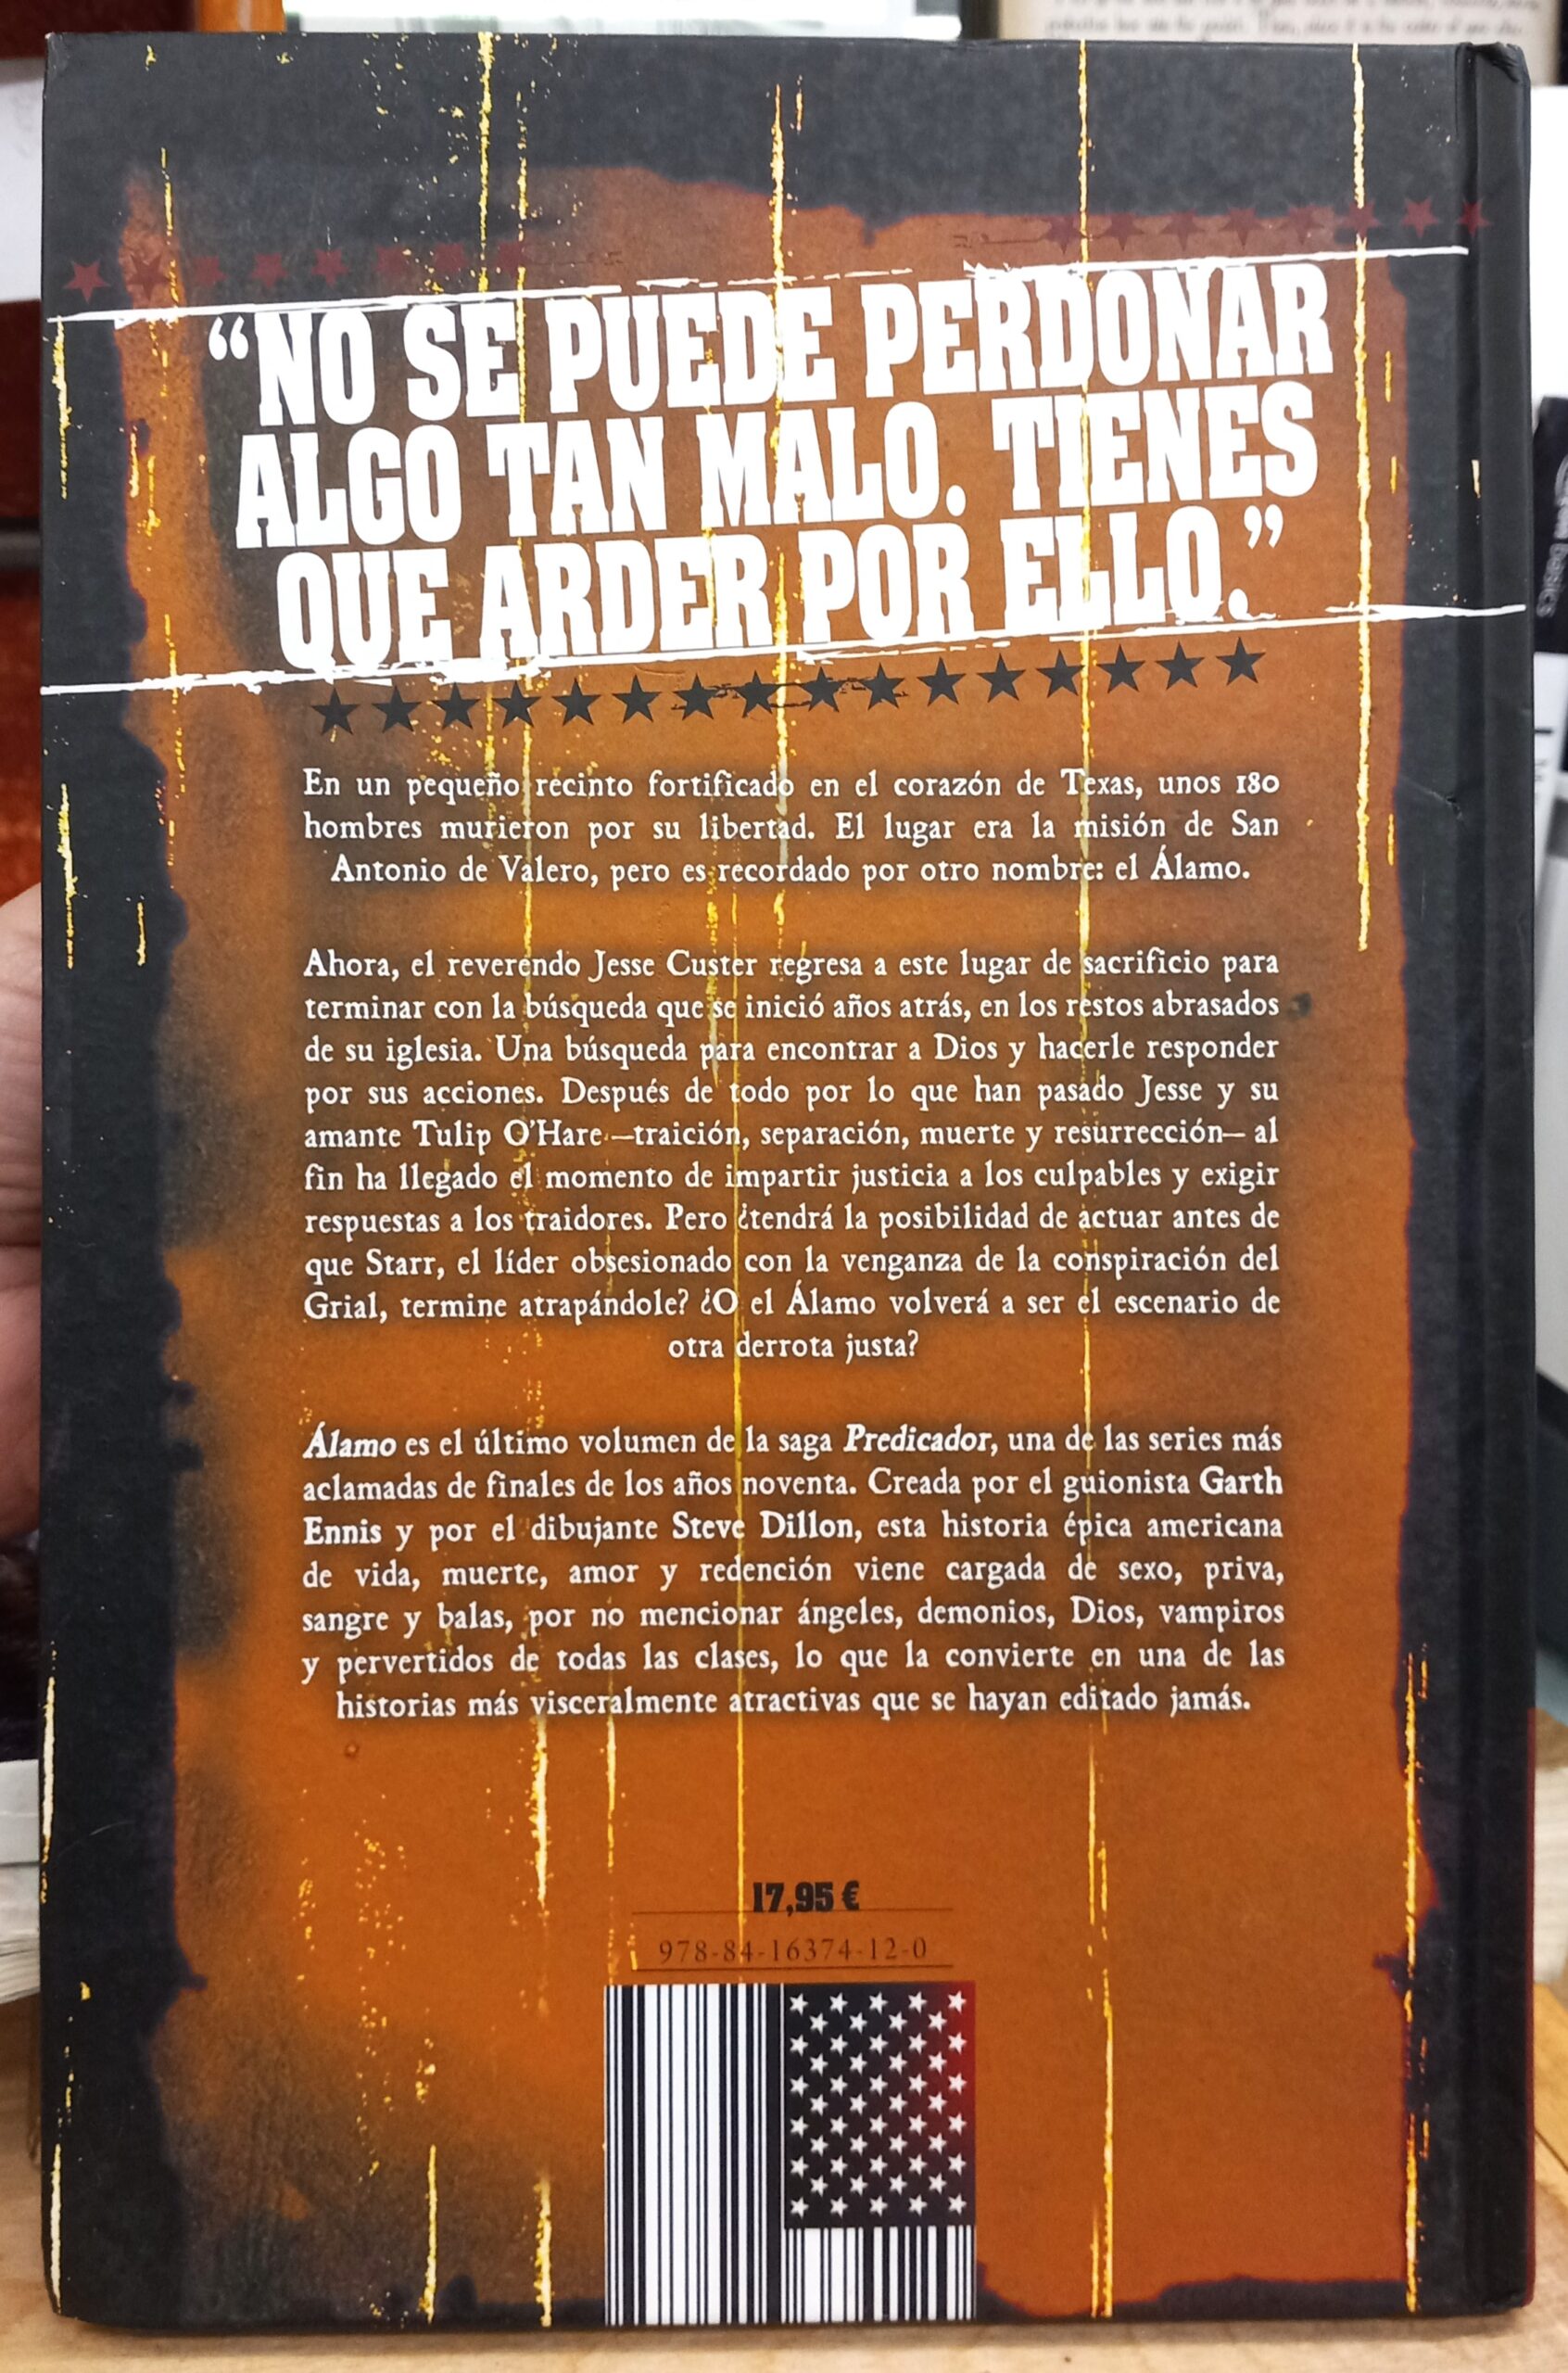 “NO SE PUEDE PERDONAR
ALGO TAN MALO. TIENES
QUE ARDER POR ELLO.”
En un pequeño recinto fortificado en el corazón de Texas, unos 180
hombres murieron por su libertad. El lugar era la misión de San
Antonio de Valero, pero es recordado por otro nombre: el Álamo.
Ahora, el reverendo Jesse Custer regresa a este lugar de sacrificio para
terminar con la búsqueda que se inició años atrás, en los restos abrasados
de su iglesia. Una búsqueda para encontrar a Dios y hacerle responder
por sus acciones. Después de todo por lo que han pasado Jesse y su
amante Tulip O’Hare —traición, separación, muerte y resurrección— al
fin ha llegado el momento de impartir justicia a los culpables y exigir
respuestas a los traidores. Pero ¿tendrá la posibilidad de actuar antes de
que Starr, el líder obsesionado con la venganza de la conspiración del
Grial, termine atrapándole? ¿O el Álamo volverá a ser el escenario de
otra derrota justa?
Álamo es el último volumen de la saga Predicador, una de las series más
aclamadas de finales de los años noventa. Creada por el guionista Garth
Ennis y por el dibujante Steve Dillon, esta historia épica americana
de vida, muerte, amor y redención viene cargada de sexo, priva,
sangre y balas, por no mencionar ángeles, demonios, Dios, vampiros
y pervertidos de todas las clases, lo que la convierte en una de las
historias más visceralmente atractivas que se hayan editado jamás.
17,95 €
978-84-16374-12-0